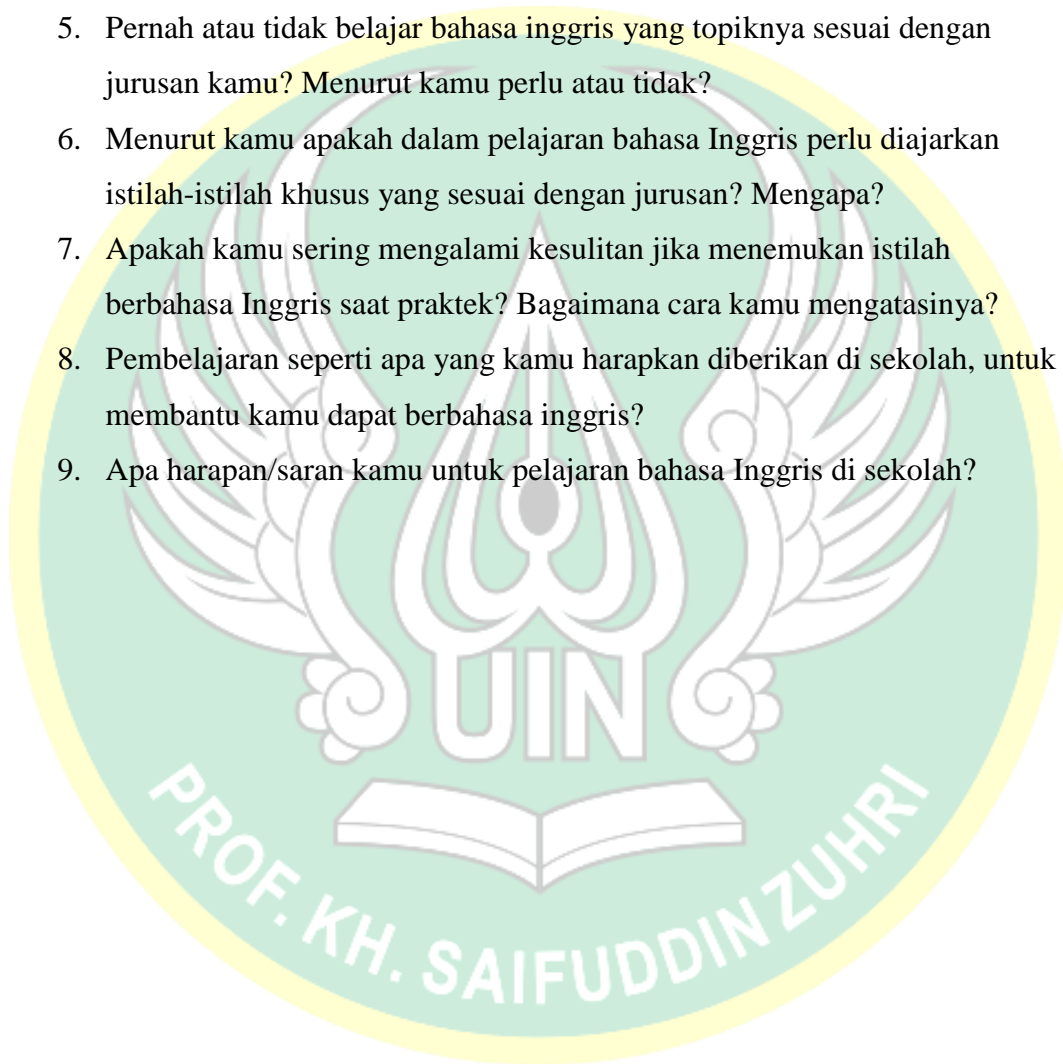 5. Pernah atau tidak belajar bahasa inggris yang topiknya sesuai dengan
jurusan kamu? Menurut kamu perlu atau tidak?
6. Menurut kamu apakah dalam pelajaran bahasa Inggris perlu diajarkan
istilah-istilah khusus yang sesuai dengan jurusan? Mengapa?
7. Apakah kamu sering mengalami kesulitan jika menemukan istilah
berbahasa Inggris saat praktek? Bagaimana cara kamu mengatasinya?
8. Pembelajaran seperti apa yang kamu harapkan diberikan di sekolah, untuk
membantu kamu dapat berbahasa inggris?
9. Apa harapan/saran kamu untuk pelajaran bahasa Inggris di sekolah?
UIN
PROF. KH. SAIFUDDIN ZUHRI